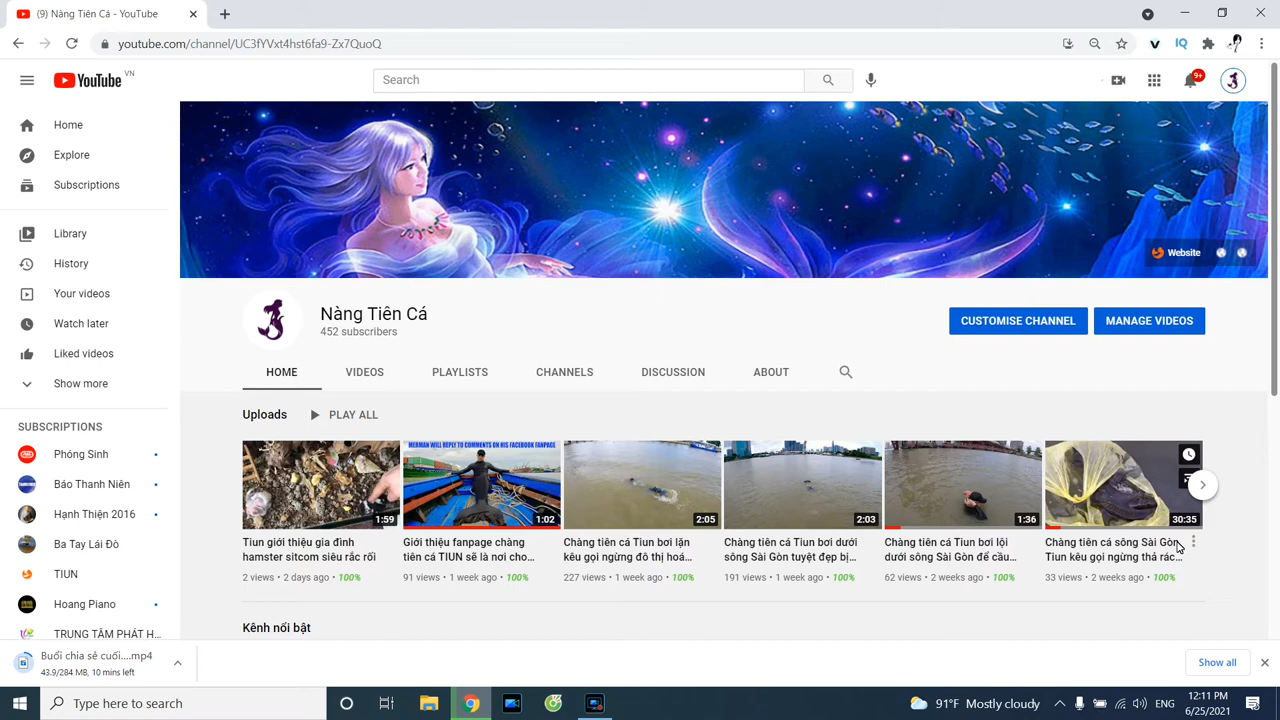 (9) Nàng Tiên Cá - YouTube
youtube.com/channel/UC3fYVxt4hst6fa9-Zx7QuoQ
YouTube VN
Search
9+
Home
Explore
Subscriptions
Library
History
Your videos
Watch later
Liked videos
Show more
SUBSCRIPTIONS
Phóng Sinh
Báo Thanh Niên
Hạnh Thiện 2016
Ba Tay Lái Đò
TIUN
Hoang Piano
TRUNG TÂM PHÁT H...
Website
Nàng Tiên Cá
452 subscribers
CUSTOMISE CHANNEL
MANAGE VIDEOS
HOME
VIDEOS
PLAYLISTS
CHANNELS
DISCUSSION
ABOUT
Uploads
PLAY ALL
1:59
Tiun giới thiệu gia đình
hamster sitcom siêu rắc rối
2 views • 2 days ago • 100%
MERMAN WILL REPLY TO COMMENTS ON HIS FACEBOOK FANPAGE
1:02
Giới thiệu fanpage chàng
tiên cá TIUN sẽ là nơi cho...
91 views • 1 week ago • 100%
2:05
Chàng tiên cá Tiun bơi lặn
kêu gọi ngừng đô thị hoá...
227 views • 1 week ago • 100%
2:03
Chàng tiên cá Tiun bơi dưới
sông Sài Gòn tuyệt đẹp bị...
191 views • 1 week ago • 100%
1:36
Chàng tiên cá Tiun bơi lội
dưới sông Sài Gòn để cầu...
62 views • 2 weeks ago • 100%
30:35
Chàng tiên cá sông Sài Gòn
Tiun kêu gọi ngừng thả rác...
33 views • 2 weeks ago • 100%
Kênh nổi bật
Buổi chia sẻ cuối....mp4
43.9/284 MB, 10 mins left
Show all
Type here to search
91°F Mostly cloudy
ENG
12:11 PM
6/25/2021